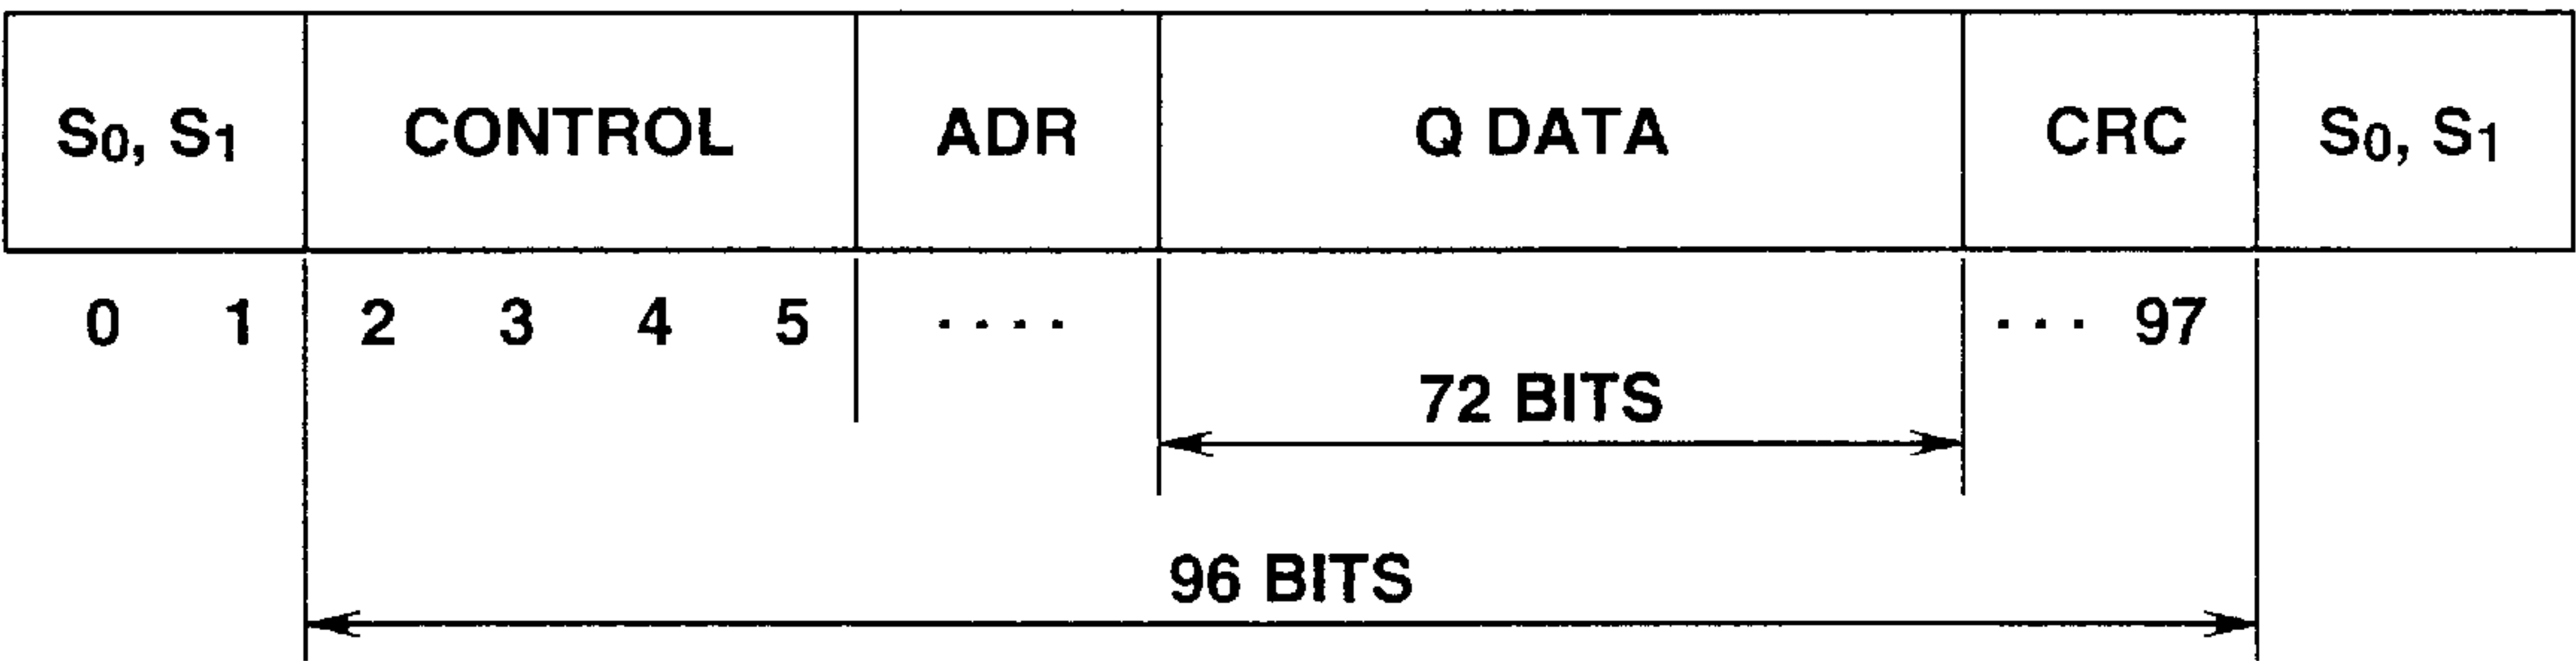 S0, S1 CONTROL ADR Q DATA CRC S0, S1
0 1 2 3 4 5 .... ... 97
72 BITS
96 BITS